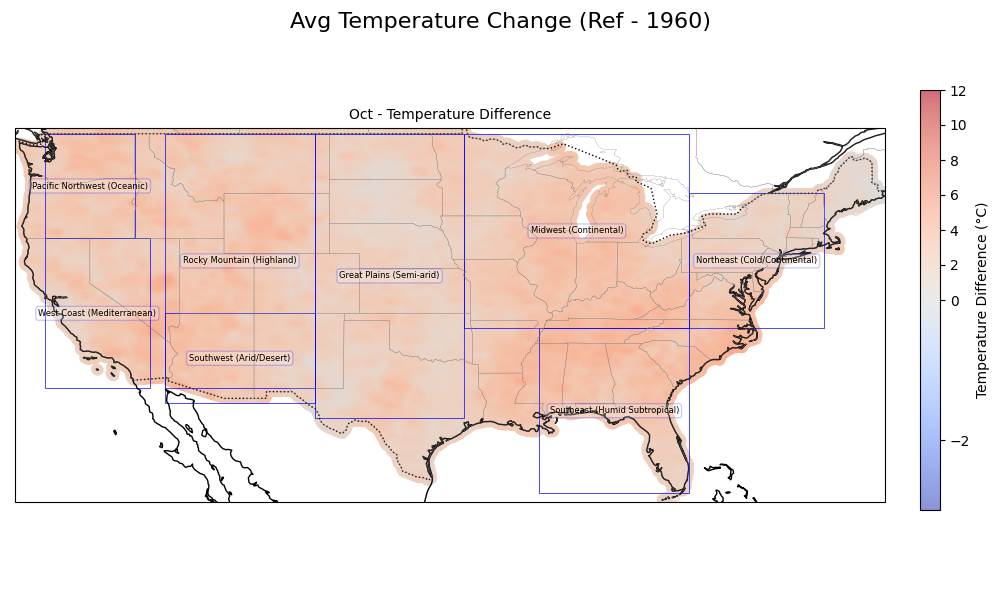 Avg Temperature Change (Ref - 1960)
Oct - Temperature Difference
Pacific Northwest (Oceanic)
Midwest (Continental)
Rocky Mountain (Highland)
Northeast (Cold/Continental)
Great Plains (Semi-arid)
West Coast (Mediterranean)
Southwest (Arid/Desert)
Southeast (Humid Subtropical)
12
10
8
6
4
2
0
−2
Temperature Difference (°C)